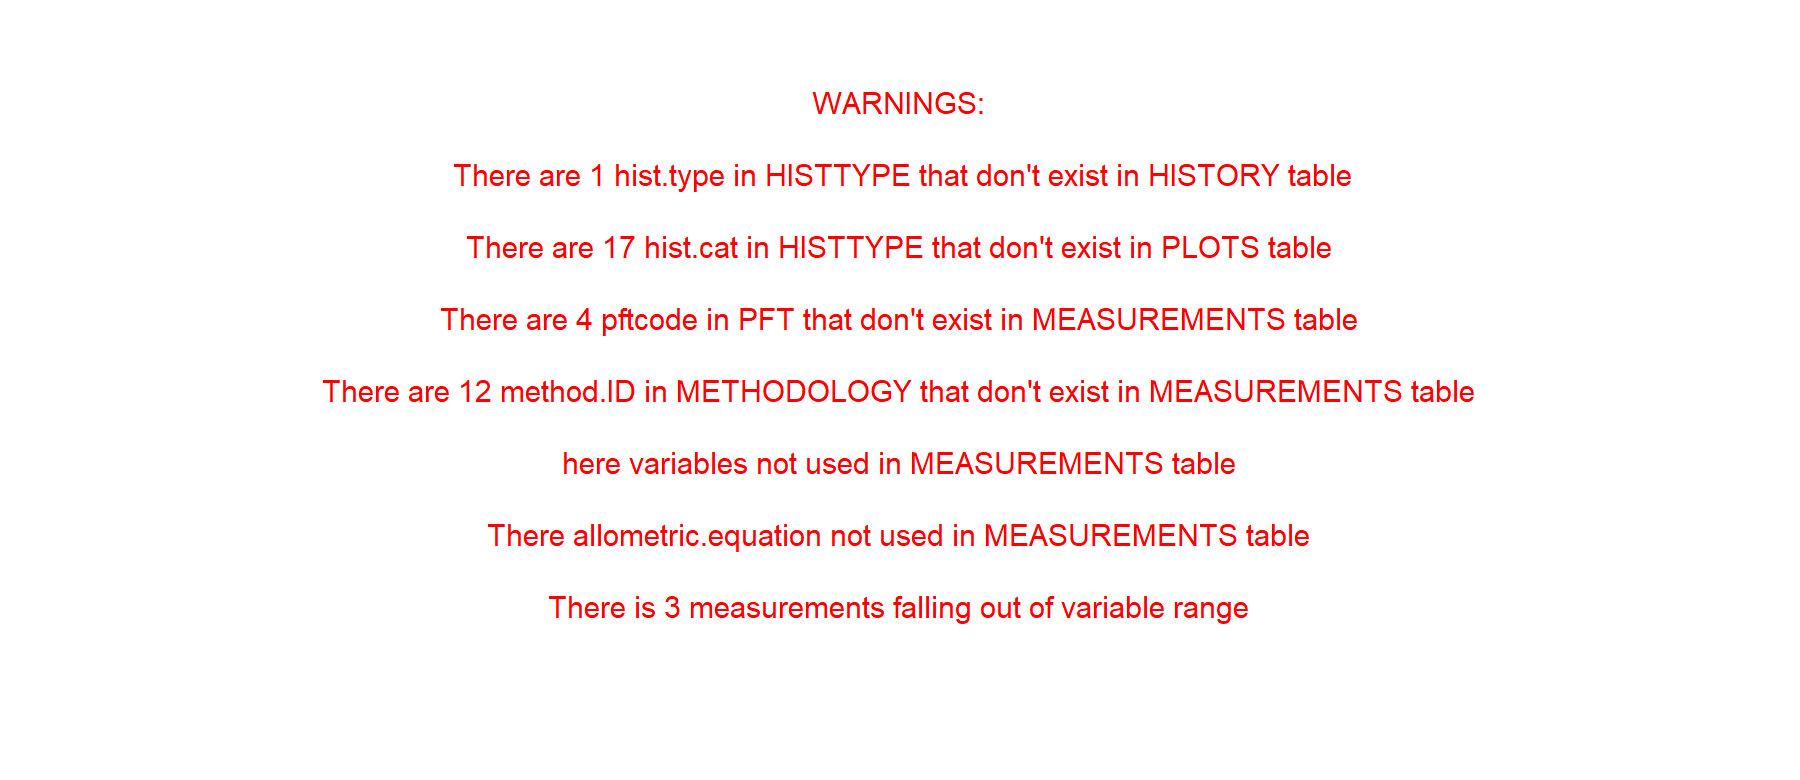 WARNINGS:
There are 1 hist.type in HISTTYPE that don't exist in HISTORY table
There are 17 hist.cat in HISTTYPE that don't exist in PLOTS table
There are 4 pftcode in PFT that don't exist in MEASUREMENTS table
There are 12 method.ID in METHODOLOGY that don't exist in MEASUREMENTS table
here variables not used in MEASUREMENTS table
There allometric.equation not used in MEASUREMENTS table
There is 3 measurements falling out of variable range